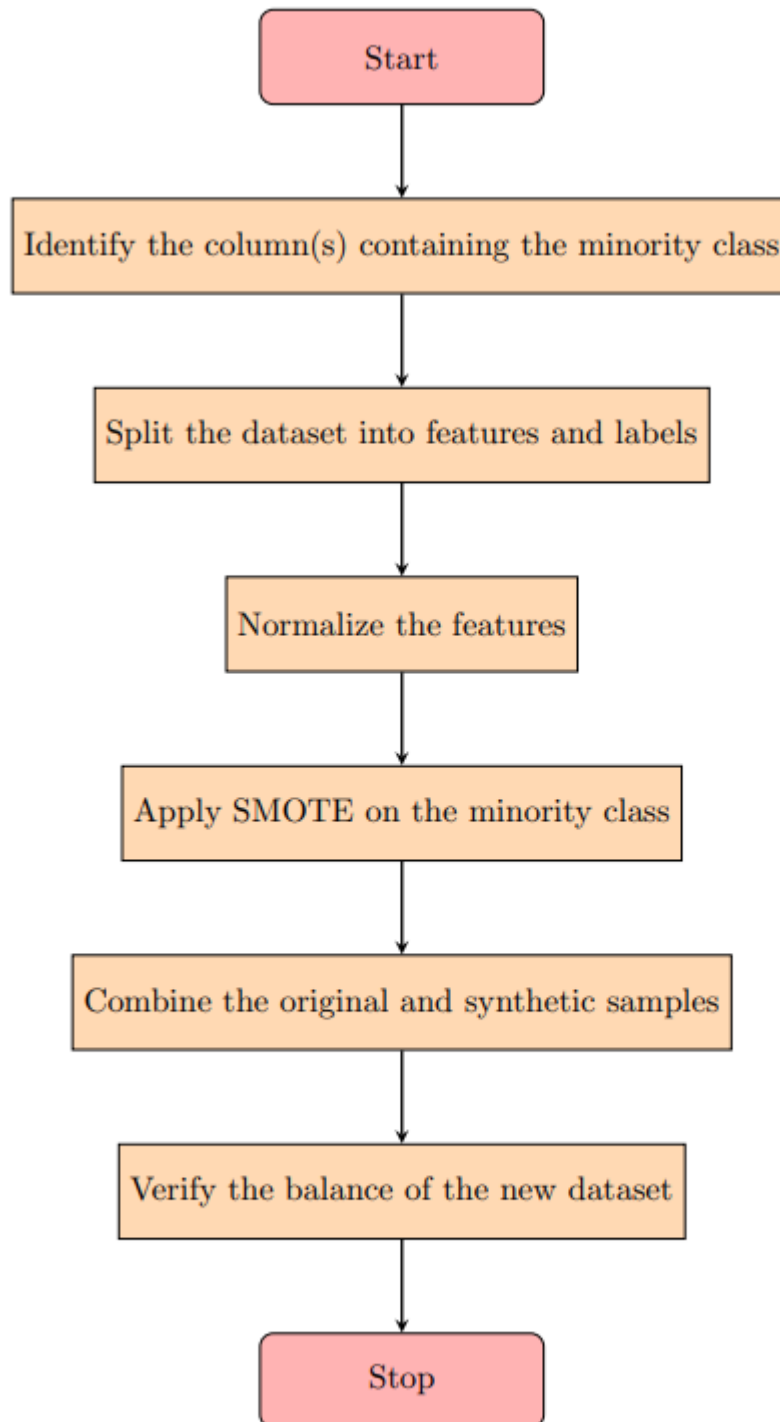 Start
Identify the column(s) containing the minority class
Split the dataset into features and labels
Normalize the features
Apply SMOTE on the minority class
Combine the original and synthetic samples
Verify the balance of the new dataset
Stop